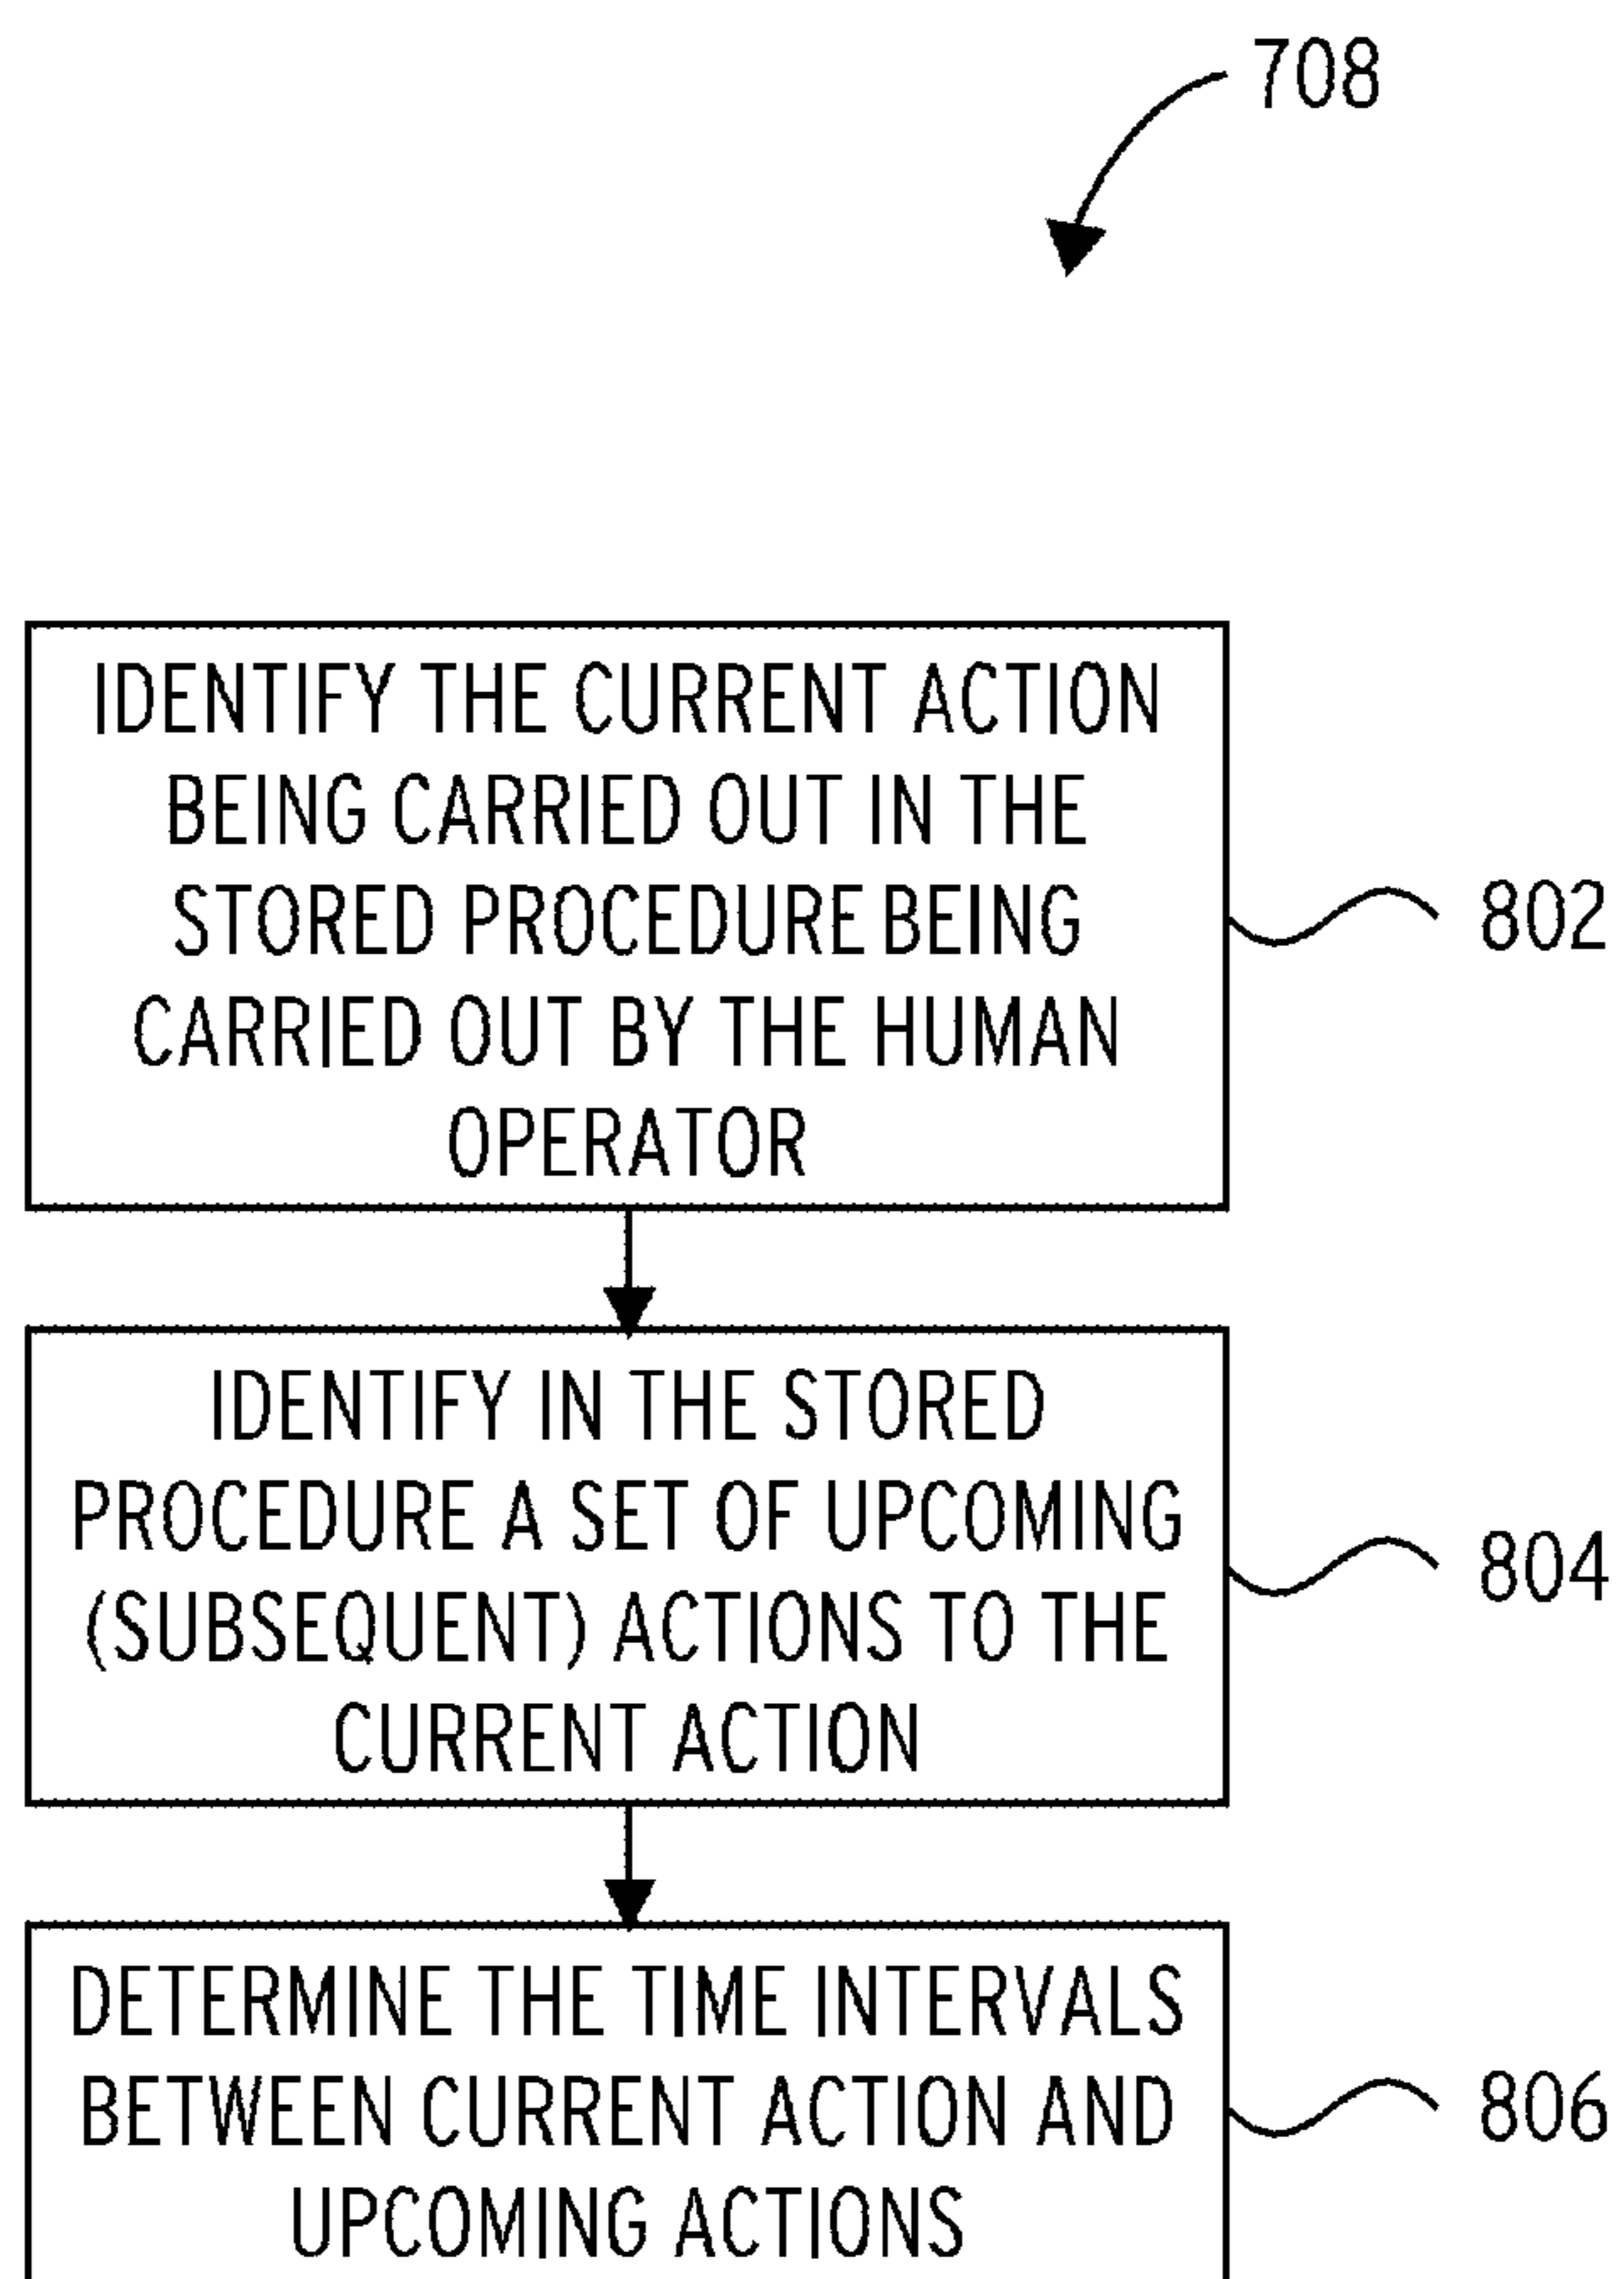 708
IDENTIFY THE CURRENT ACTION
BEING CARRIED OUT IN THE
STORED PROCEDURE BEING
CARRIED OUT BY THE HUMAN
OPERATOR
802
IDENTIFY IN THE STORED
PROCEDURE A SET OF UPCOMING
(SUBSEQUENT) ACTIONS TO THE
CURRENT ACTION
804
DETERMINE THE TIME INTERVALS
BETWEEN CURRENT ACTION AND
UPCOMING ACTIONS
806